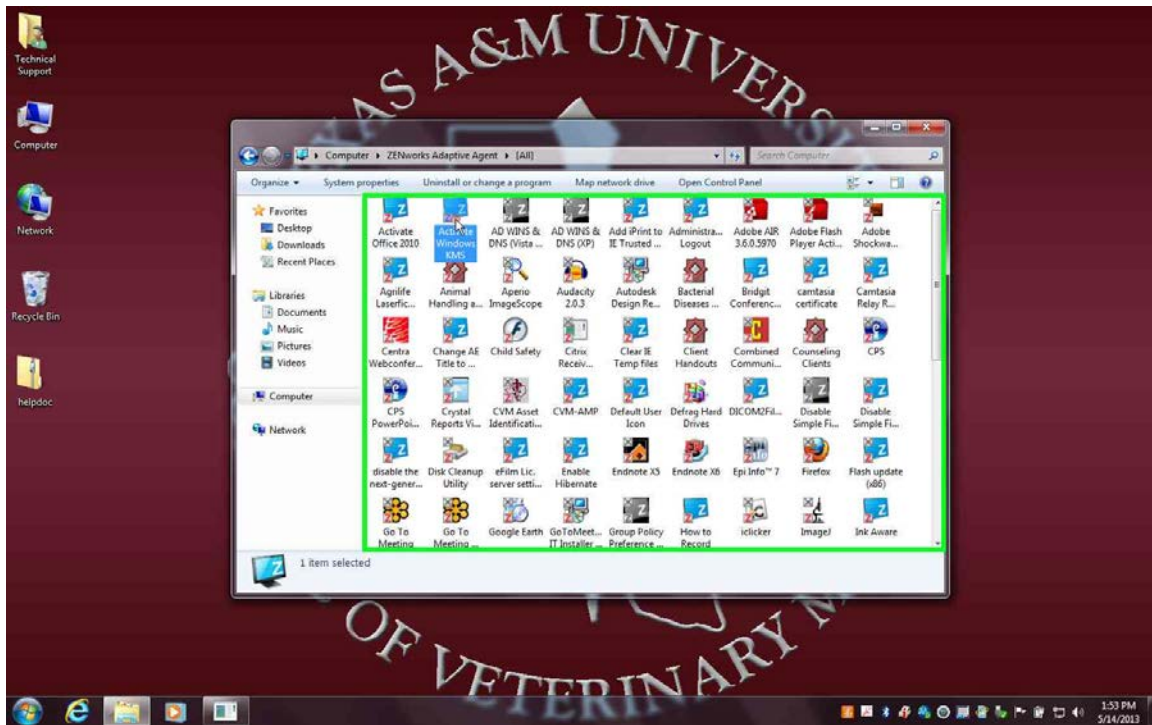 TEXAS A&M UNIVERSITY
OF VETERINARY
Technical
Support
Computer
Network
Recycle Bin
helpdoc
Computer ▸ ZENworks Adaptive Agent ▸ [All]
Search Computer
Organize
System properties
Uninstall or change a program
Map network drive
Open Control Panel
Favorites
Desktop
Downloads
Recent Places
Libraries
Documents
Music
Pictures
Videos
Computer
Network
Activate Office 2010
Activate Windows KMS
AD WINS & DNS (Vista ...
AD WINS & DNS (XP)
Add iPrint to IE Trusted ...
Administra... Logout
Adobe AIR 3.6.0.5970
Adobe Flash Player Acti...
Adobe Shockwa...
Agrilife Laserfic...
Animal Handling a...
Aperio ImageScope
Audacity 2.0.3
Autodesk Design Re...
Bacterial Diseases ...
Bridgit Conferenc...
camtasia certificate
Camtasia Relay R...
Centra Webconfer...
Change AE Title to ...
Child Safety
Citrix Receiv...
Clear IE Temp files
Client Handouts
Combined Communi...
Counseling Clients
CPS
CPS PowerPoi...
Crystal Reports Vi...
CVM Asset Identificati...
CVM-AMP
Default User Icon
Defrag Hard Drives
DICOM2Fil...
Disable Simple Fi...
Disable Simple Fi...
disable the next-gener...
Disk Cleanup Utility
eFilm Lic. server setti...
Enable Hibernate
Endnote X5
Endnote X6
Epi Info™ 7
Firefox
Flash update (x86)
Go To Meeting
Go To Meeting ...
Google Earth
GoToMeet... IT Installer ...
Group Policy Preference ...
How to Record
iclicker
ImageJ
Ink Aware
1 item selected
1:53 PM
5/14/2013